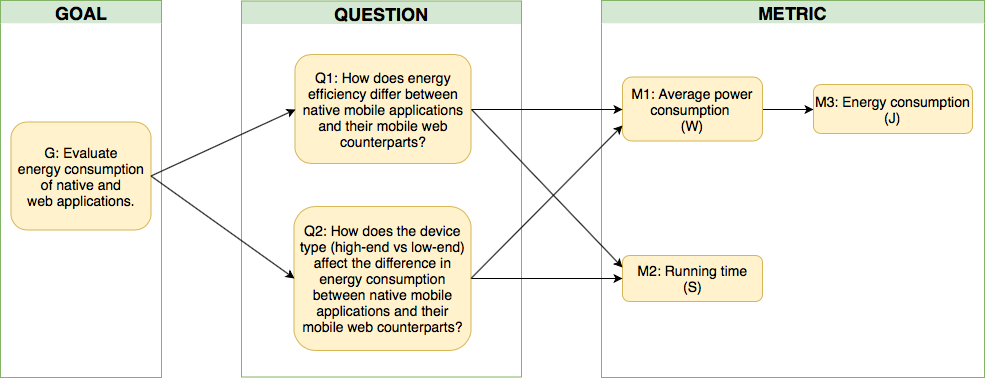 GOAL
QUESTION
METRIC
G: Evaluate
energy consumption
of native and
web applications.
Q1: How does energy
efficiency differ between
native mobile applications
and their mobile web
counterparts?
Q2: How does the device
type (high-end vs low-end)
affect the difference in
energy consumption
between native mobile
applications and their
mobile web counterparts?
M1: Average power
consumption
(W)
M3: Energy consumption
(J)
M2: Running time
(S)